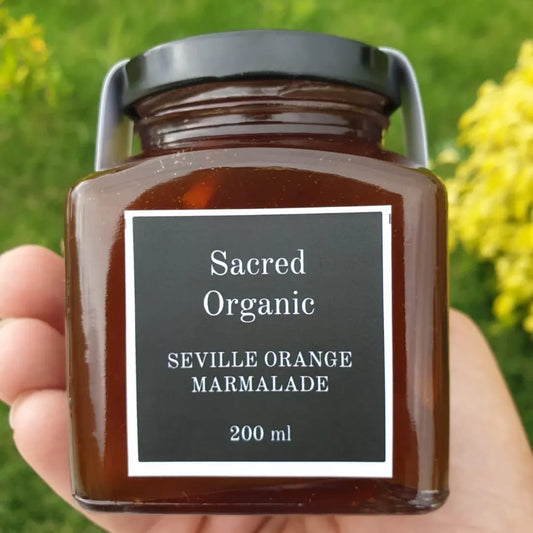 Sacred
Organic
SEVILLE ORANGE
MARMALADE
200 ml